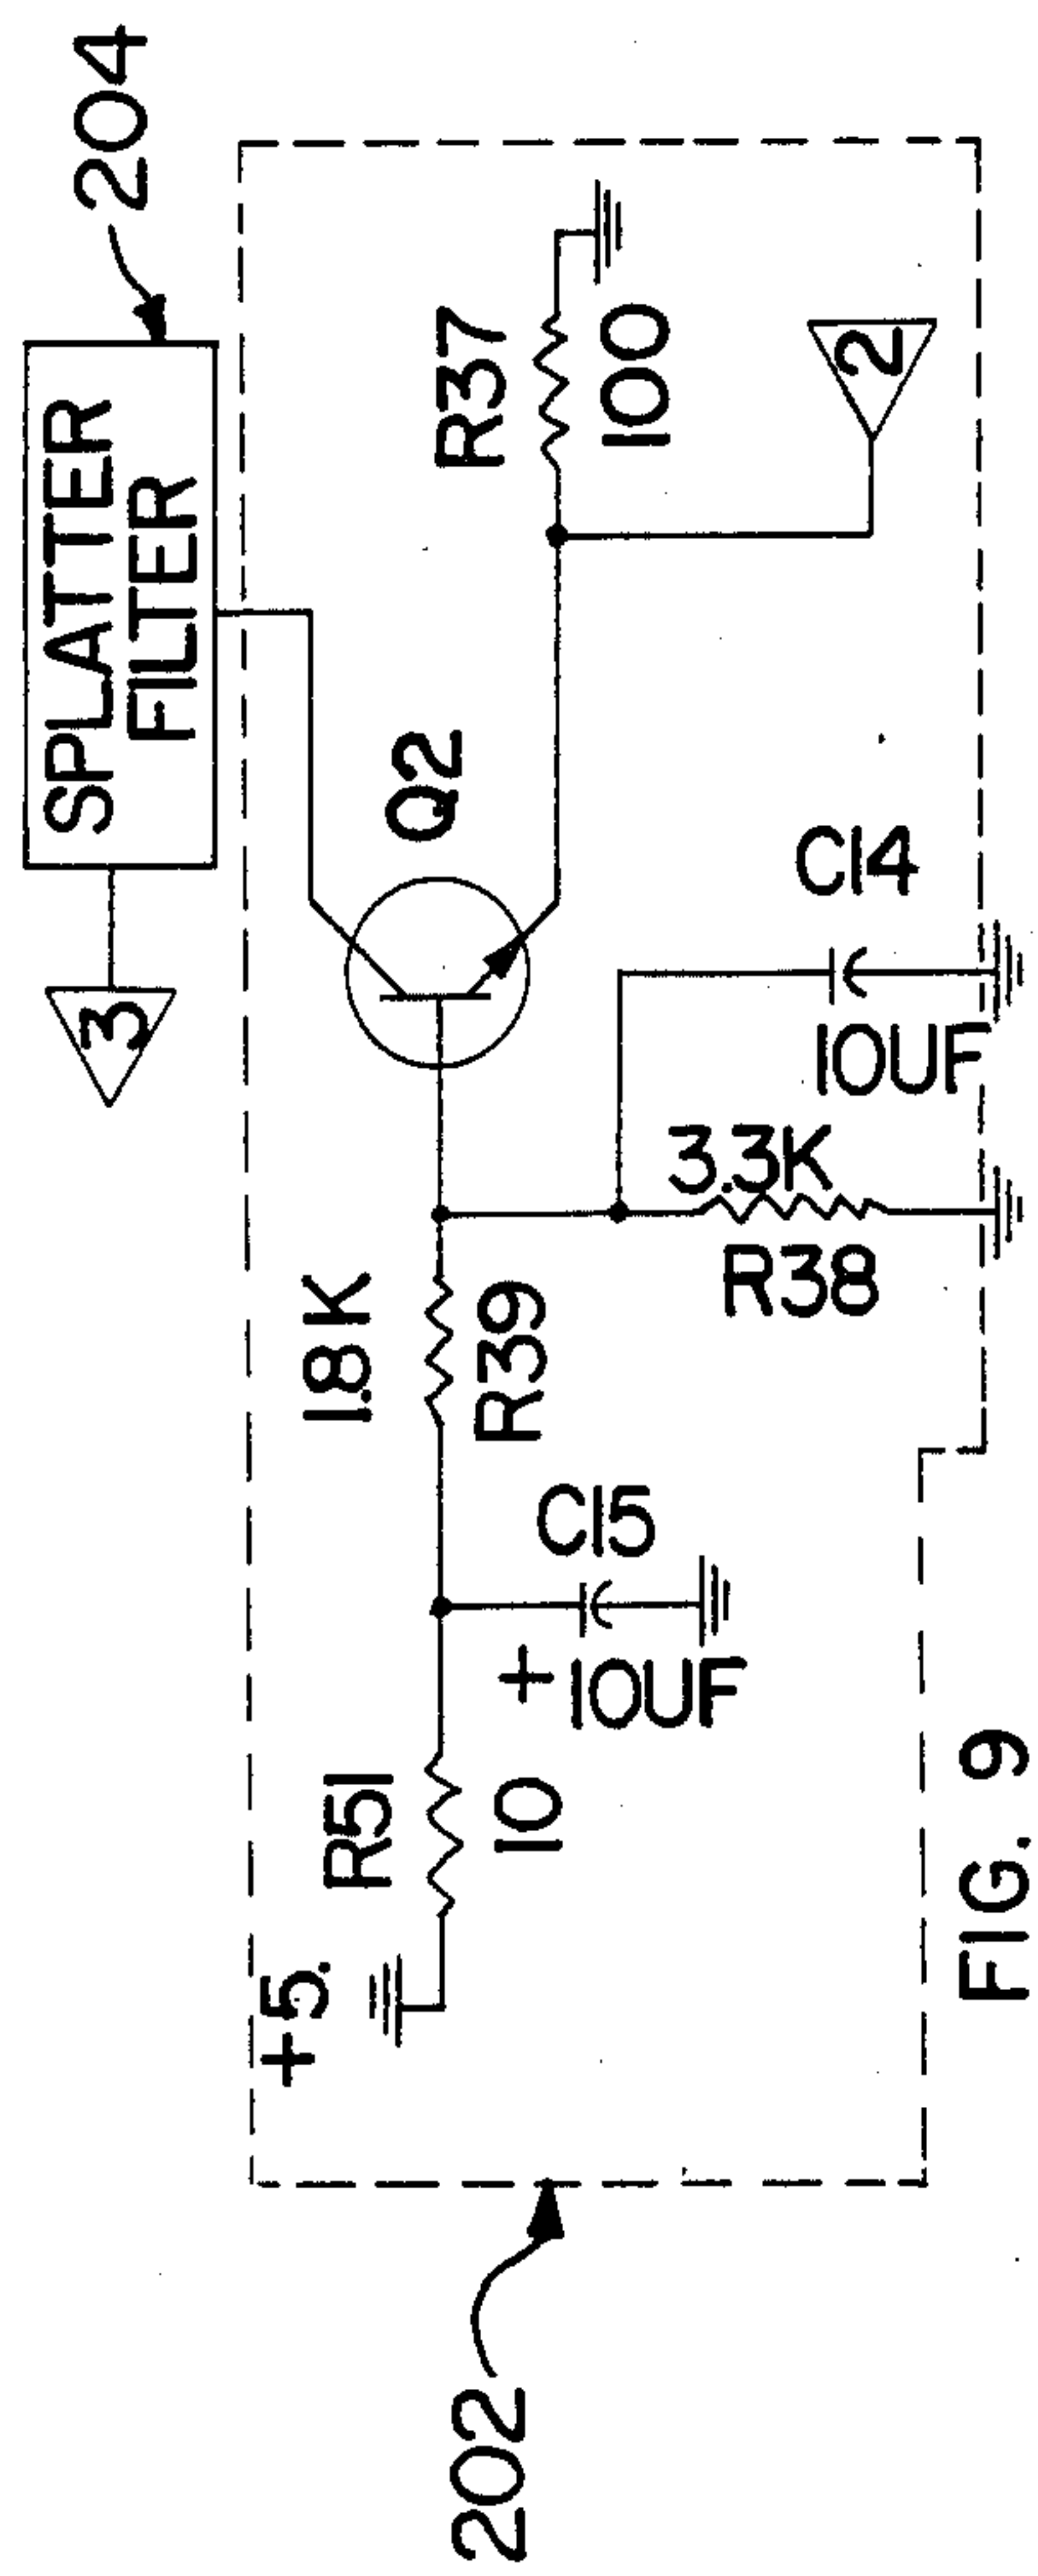 204
SPLATTER
FILTER
3
Q2
R37
100
2
C14
10UF
3.3K
R38
1.8K
R39
C15
+
10UF
R51
10
+5.
202
FIG. 9